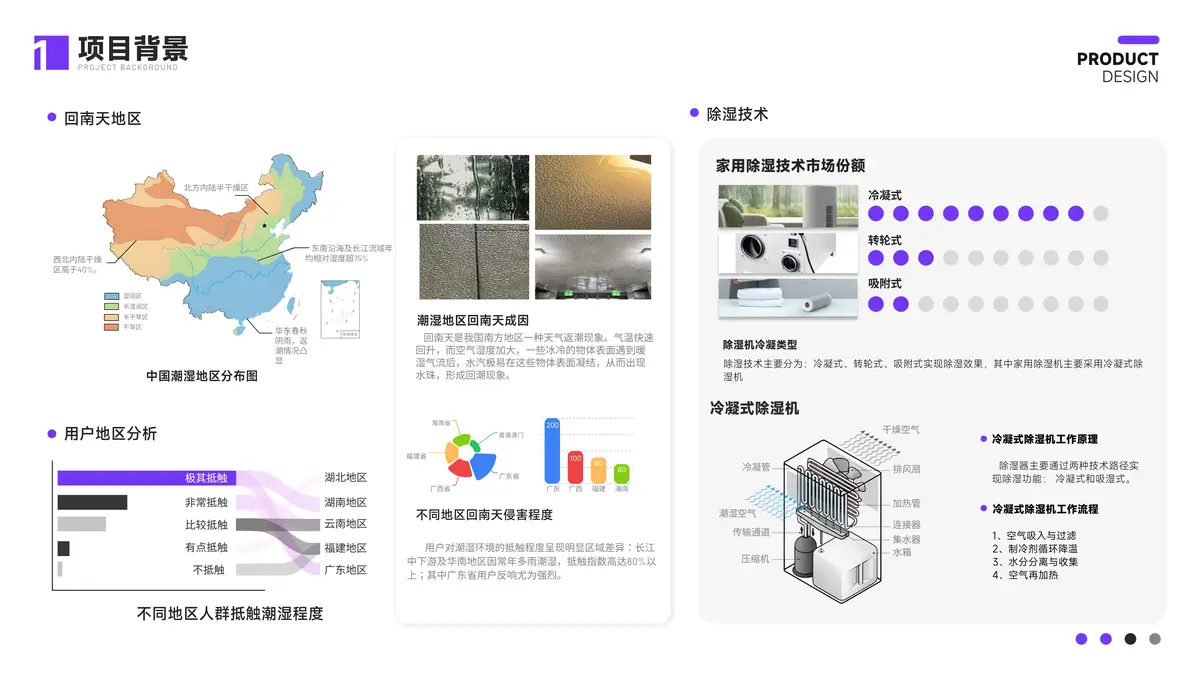 1 项目背景
PROJECT BACKGROUND
PRODUCT
DESIGN
回南天地区
北方内陆半干燥区
西北内陆干燥
区高于40%。
东南沿海及长江流域年
均相对湿度超75%
湿润区
半湿润区
半干旱区
干旱区
华东春秋
阴雨，返
潮情况凸
显
中国潮湿地区分布图
用户地区分析
极其抵触
非常抵触
比较抵触
有点抵触
不抵触
湖北地区
湖南地区
云南地区
福建地区
广东地区
不同地区人群抵触潮湿程度
潮湿地区回南天成因
回南天是我国南方地区一种天气返潮现象。气温快速
回升，而空气湿度加大，一些冰冷的物体表面遇到暖
湿气流后，水汽极易在这些物体表面凝结，从而出现
水珠，形成回潮现象。
海南省
香港澳门
福建省
广东省
广西省
200
100
80
60
广东
广西
福建
海南
不同地区回南天侵害程度
用户对潮湿环境的抵触程度呈现明显区域差异：长江
中下游及华南地区因常年多雨潮湿，抵触指数高达80%以
上；其中广东省用户反响尤为强烈。
除湿技术
家用除湿技术市场份额
冷凝式
转轮式
吸附式
除湿机冷凝类型
除湿技术主要分为：冷凝式、转轮式、吸附式实现除湿效果，其中家用除湿机主要采用冷凝式除
湿机
冷凝式除湿机
干燥空气
冷凝管
排风扇
加热管
潮湿空气
连接器
传输通道
集水器
水箱
压缩机
冷凝式除湿机工作原理
除湿器主要通过两种技术路径实
现除湿功能： 冷凝式和吸湿式。
冷凝式除湿机工作流程
1、空气吸入与过滤
2、制冷剂循环降温
3、水分分离与收集
4、空气再加热